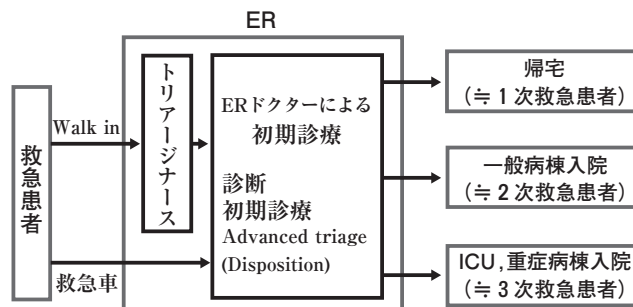 ER
救急患者
Walk in
救急車
トリアージナース
ERドクターによる
初期診療
診断
初期診療
Advanced triage
(Disposition)
帰宅
（≒１次救急患者）
一般病棟入院
（≒２次救急患者）
ICU，重症病棟入院
（≒３次救急患者）